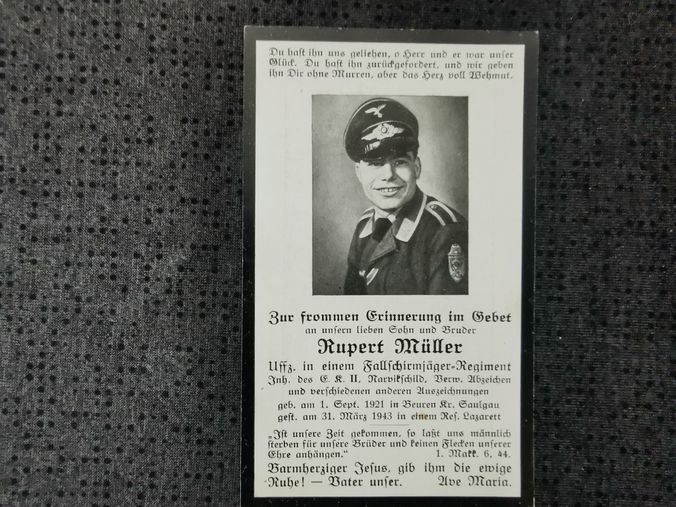 Du hast ihn uns geliehen, o Herr und er war unser
Glück. Du hast ihn zurückgefordert, und wir geben
ihn Dir ohne Murren, aber das Herz voll Wehmut.
Zur frommen Erinnerung im Gebet
an unsern lieben Sohn und Bruder
Rupert Müller
Uffz. in einem Fallschirmjäger-Regiment
Inh. des E. K. II, Narvikschild, Verw. Abzeichen
und verschiedenen anderen Auszeichnungen
geb. am 1. Sept. 1921 in Beuren Kr. Saulgau
gest. am 31. März 1943 in einem Res. Lazarett
„Ist unsere Zeit gekommen, so laßt uns männlich
sterben für unsere Brüder und keinen Flecken unserer
Ehre anhängen.“ 1. Makk. 6, 44.
Barmherziger Jesus, gib ihm die ewige
Ruhe! — Vater unser. Ave Maria.